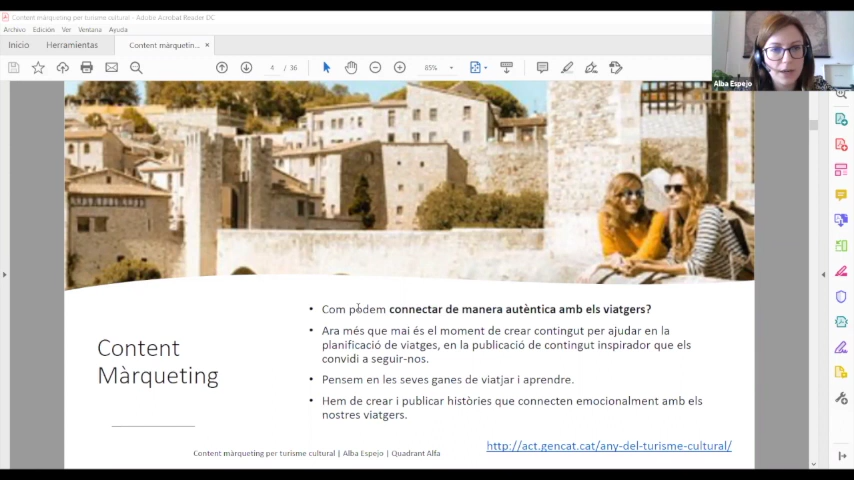 Content màrqueting per turisme cultural - Adobe Acrobat Reader DC
Archivo Edición Ver Ventana Ayuda
Inicio Herramientas Content màrquetin... ×
4 / 36 85%
Alba Espejo
Content
Màrqueting
• Com podem connectar de manera autèntica amb els viatgers?
• Ara més que mai és el moment de crear contingut per ajudar en la
planificació de viatges, en la publicació de contingut inspirador que els
convidi a seguir-nos.
• Pensem en les seves ganes de viatjar i aprendre.
• Hem de crear i publicar històries que connecten emocionalment amb els
nostres viatgers.
http://act.gencat.cat/any-del-turisme-cultural/
Content màrqueting per turisme cultural | Alba Espejo | Quadrant Alfa